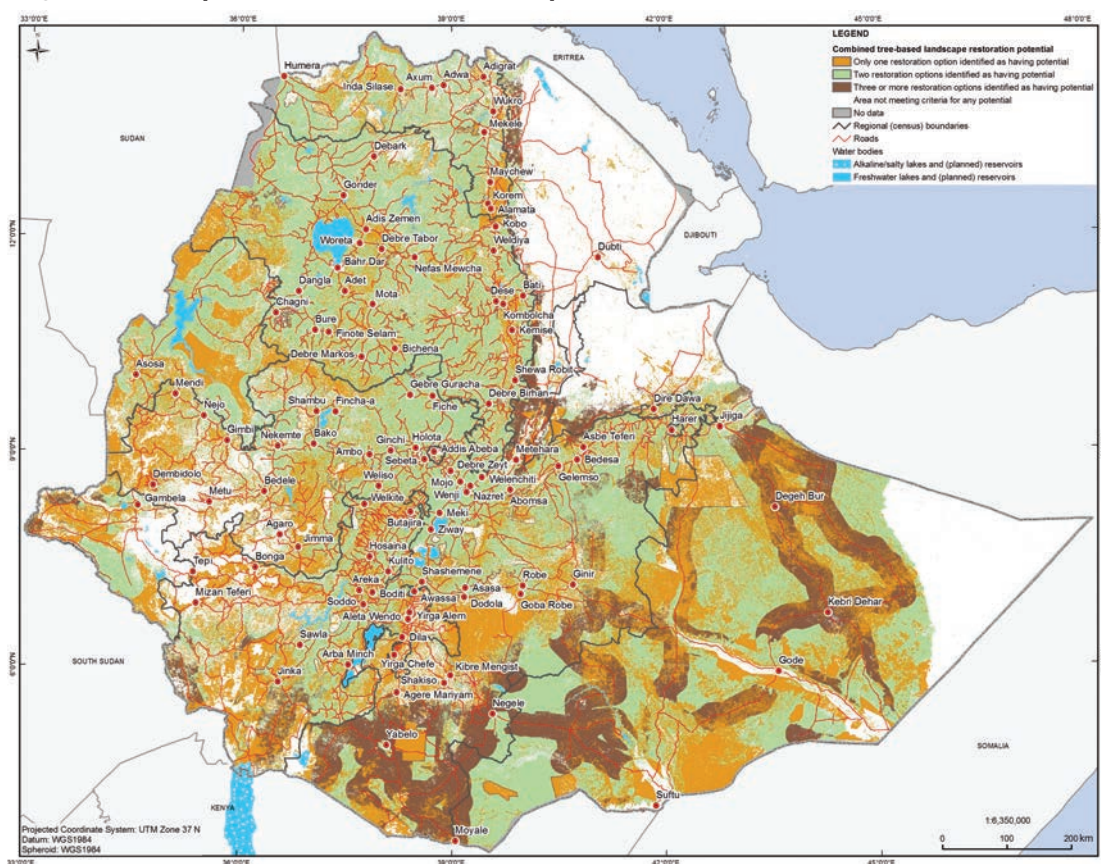 33°0'0"E
36°0'0"E
39°0'0"E
42°0'0"E
45°0'0"E
48°0'0"E
LEGEND
Combined tree-based landscape restoration potential
Only one restoration option identified as having potential
Two restoration options identified as having potential
Three or more restoration options identified as having potential
Area not meeting criteria for any potential
No data
Regional (census) boundaries
Roads
Water bodies
Alkaline/salty lakes and (planned) reservoirs
Freshwater lakes and (planned) reservoirs
ERITREA
SUDAN
DJIBOUTI
SOUTH SUDAN
SOMALIA
KENYA
Humera
Inda Silase
Axum
Adwa
Adigrat
Wukro
Mekele
Debark
Maychew
Gonder
Korem
Alamata
Adis Zemen
Kobo
Woreta
Debre Tabor
Weldiya
Dubti
Bahr Dar
Nefas Mewcha
Dangla
Adet
Mota
Dese
Bati
Chagni
Kombolcha
Bure
Finote Selam
Kemise
Debre Markos
Bichena
Asosa
Mendi
Shewa Robit
Gebre Guracha
Nejo
Shambu
Fincha-a
Fiche
Debre Birhan
Dire Dawa
Harer
Jijiga
Gimbi
Nekemte
Bako
Ginchi
Holota
Addis Abeba
Metehara
Asbe Teferi
Ambo
Sebeta
Debre Zeyt
Bedesa
Dembidolo
Bedele
Weliso
Mojo
Welenchiti
Gelemso
Gambela
Metu
Welkite
Wenji
Nazret
Abomsa
Degeh Bur
Butajira
Meki
Agaro
Ziway
Jimma
Hosaina
Tepi
Bonga
Kulito
Shashemene
Mizan Teferi
Areka
Boditi
Awassa
Asasa
Robe
Ginir
Soddo
Dodola
Goba Robe
Kebri Dehar
Aleta Wendo
Yirga Alem
Sawla
Dila
Arba Minch
Yirga Chefe
Kibre Mengist
Gode
Jinka
Shakiso
Agere Mariyam
Negele
Yabelo
Suftu
Moyale
Projected Coordinate System: UTM Zone 37 N
Datum: WGS1984
Spheroid: WGS1984
1:6,350,000
0 100 200 km
36°0'0"E
42°0'0"E